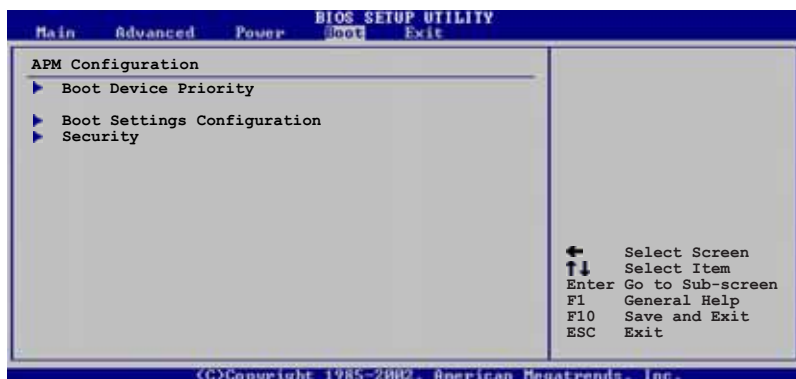 BIOS SETUP UTILITY
Main Advanced Power Boot Exit
APM Configuration
Boot Device Priority
Boot Settings Configuration
Security
← Select Screen
↑↓ Select Item
Enter Go to Sub-screen
F1 General Help
F10 Save and Exit
ESC Exit
(C)Copyright 1985-2002, American Megatrends, Inc.